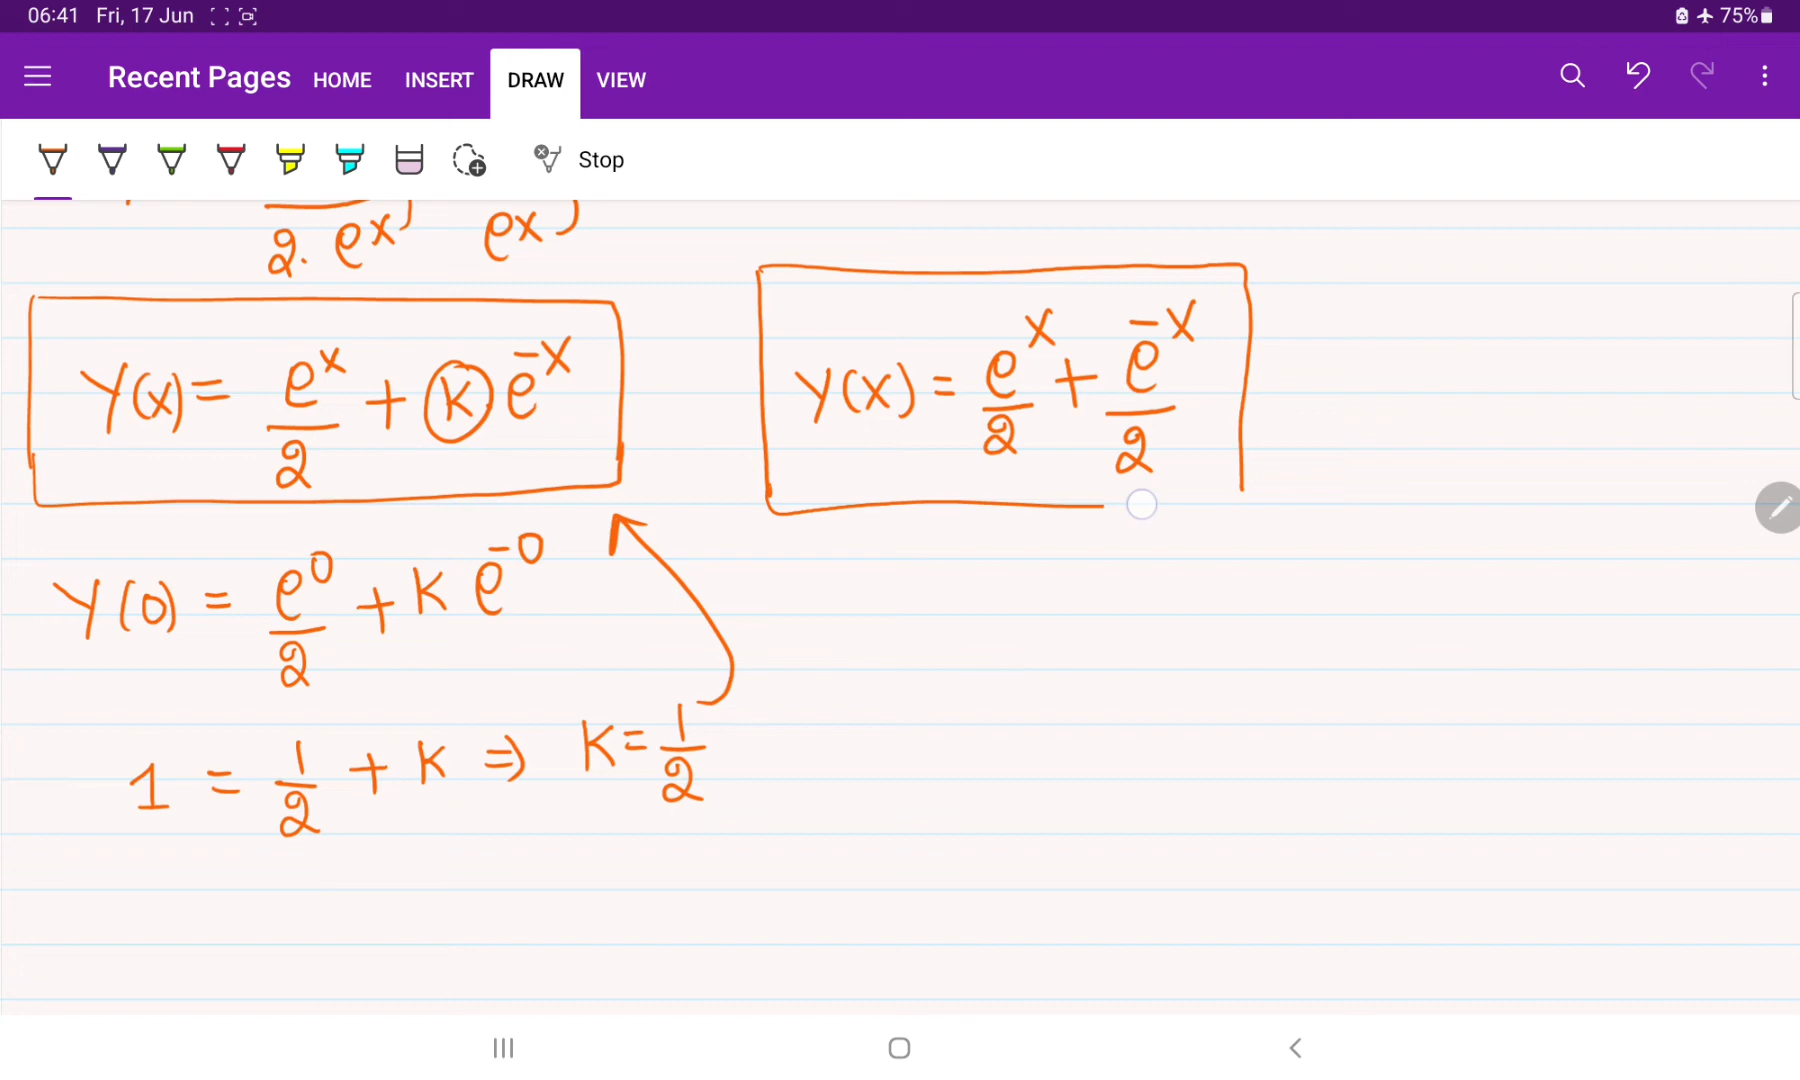 06:41 Fri, 17 Jun 75%
Recent Pages HOME INSERT DRAW VIEW
Stop
2. e^x e^x)
Y(x) = e^x/2 + k e^-x
Y(x) = e^x/2 + e^-x/2
Y(0) = e^0/2 + k e^-0
1 = 1/2 + k ⇒ k = 1/2